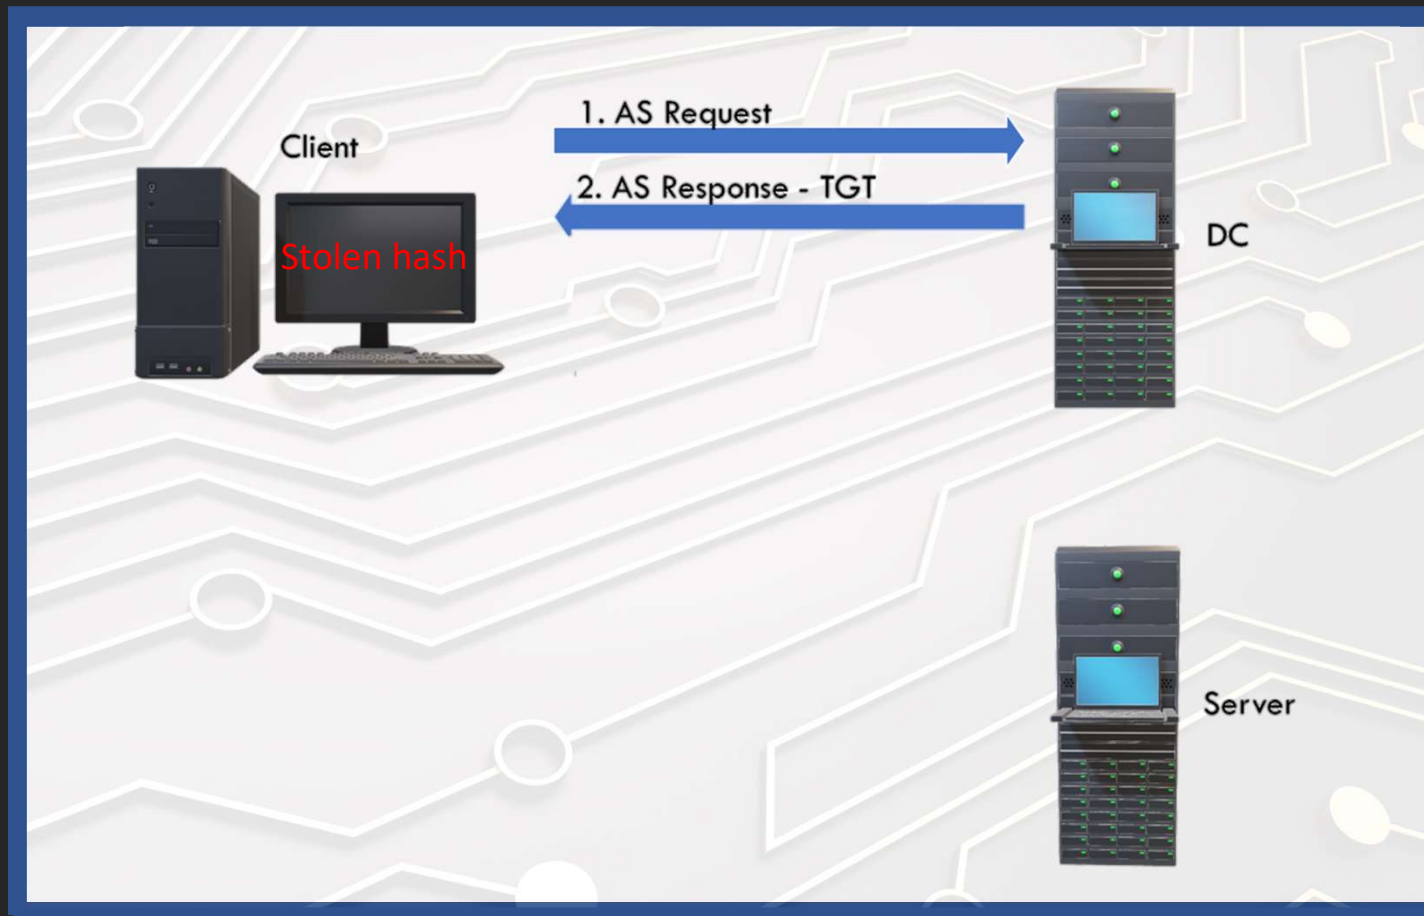 1. AS Request
Client
2. AS Response - TGT
DC
Stolen hash
Server